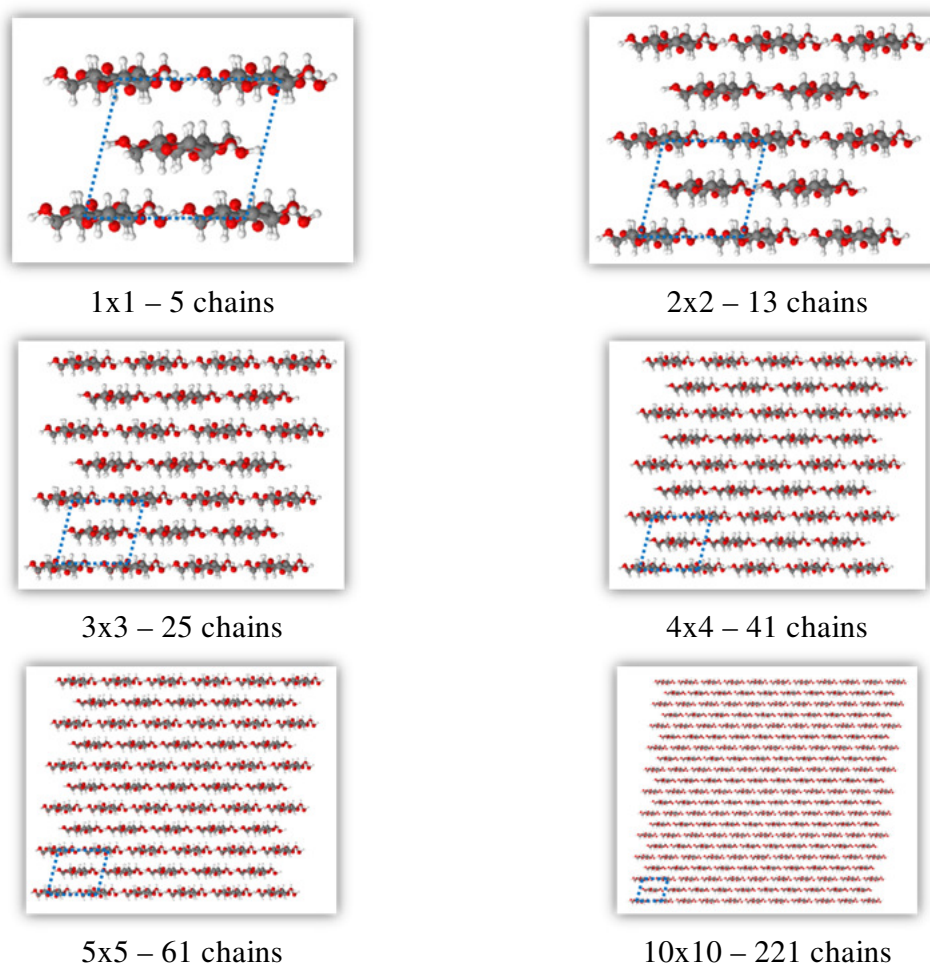 1x1 – 5 chains
2x2 – 13 chains
3x3 – 25 chains
4x4 – 41 chains
5x5 – 61 chains
10x10 – 221 chains